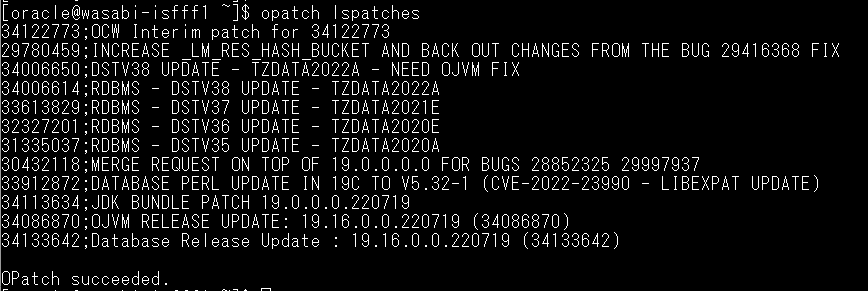 [oracle@wasabi-isfff1 ~]$ opatch lspatches
34122773;OCW Interim patch for 34122773
29780459;INCREASE _LM_RES_HASH_BUCKET AND BACK OUT CHANGES FROM THE BUG 29416368 FIX
34006650;DSTV38 UPDATE - TZDATA2022A - NEED OJVM FIX
34006614;RDBMS - DSTV38 UPDATE - TZDATA2022A
33613829;RDBMS - DSTV37 UPDATE - TZDATA2021E
32327201;RDBMS - DSTV36 UPDATE - TZDATA2020E
31335037;RDBMS - DSTV35 UPDATE - TZDATA2020A
30432118;MERGE REQUEST ON TOP OF 19.0.0.0.0 FOR BUGS 28852325 29997937
33912872;DATABASE PERL UPDATE IN 19C TO V5.32-1 (CVE-2022-23990 - LIBEXPAT UPDATE)
34113634;JDK BUNDLE PATCH 19.0.0.0.220719
34086870;OJVM RELEASE UPDATE: 19.16.0.0.220719 (34086870)
34133642;Database Release Update : 19.16.0.0.220719 (34133642)
OPatch succeeded.